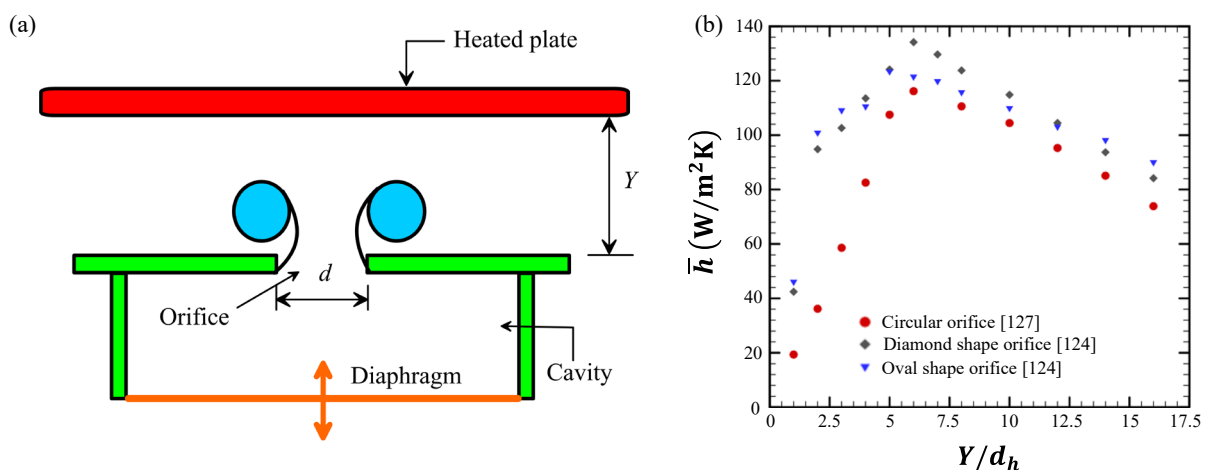 (a)
Heated plate
Y
d
Orifice
Diaphragm
Cavity
(b)
140
120
100
80
60
40
20
0
h̅ (W/m²K)
Circular orifice [127]
Diamond shape orifice [124]
Oval shape orifice [124]
2.5 5 7.5 10 12.5 15 17.5
Y/dₕ